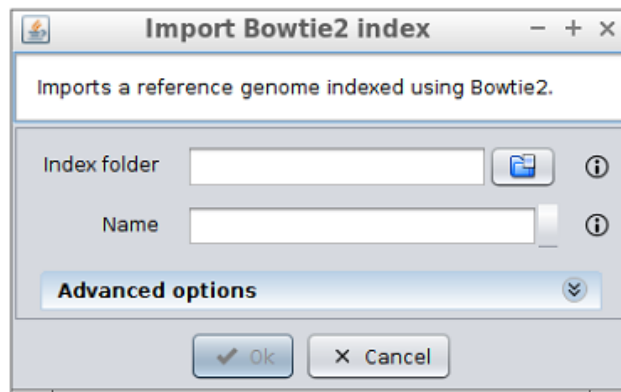 Import Bowtie2 index
Imports a reference genome indexed using Bowtie2.
Index folder
Name
Advanced options
Ok
Cancel